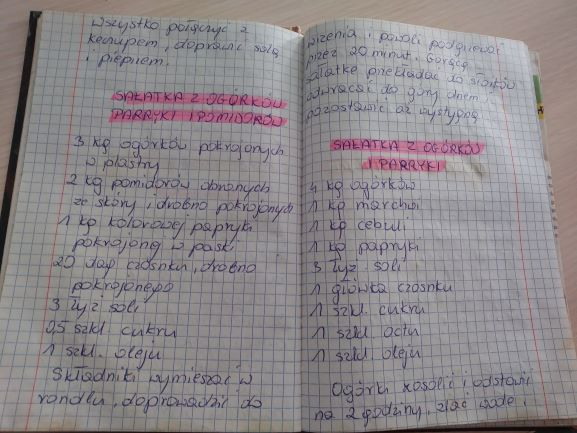 wszystko połączyć z
keczupem, doprawić solą
i pieprzem.
SAŁATKA Z OGÓRKÓW
PAPRYKI I POMIDORÓW
3 kg ogórków pokrojonych
w plastry
2 kg pomidorów obranych
ze skóry, drobno pokrojonych
1 kg kolorowej papryki
pokrojonej w paski
20 dag czosnku, drobno
pokrojonego
3 łyż soli
0,5 szkl. cukru
1 szkl. oleju
Składniki wymieszać w
rondlu, doprowadzić do
wrzenia i powoli podgrzewać
przez 20 minut. Gorącą
sałatkę przekładać do słoików
odwracać do góry dnem
pozostawić aż wystygną
SAŁATKA Z OGÓRKÓW
I PAPRYKI
4 kg ogórków
1 kg marchwi
1 kg cebuli
1 kg papryki
3 łyż. soli
1 główka czosnku
1 szkl. cukru
1 szkl. octu
1 szkl oleju
Ogórki zasolić i odstawić
na 2 godziny, zlać wodę,